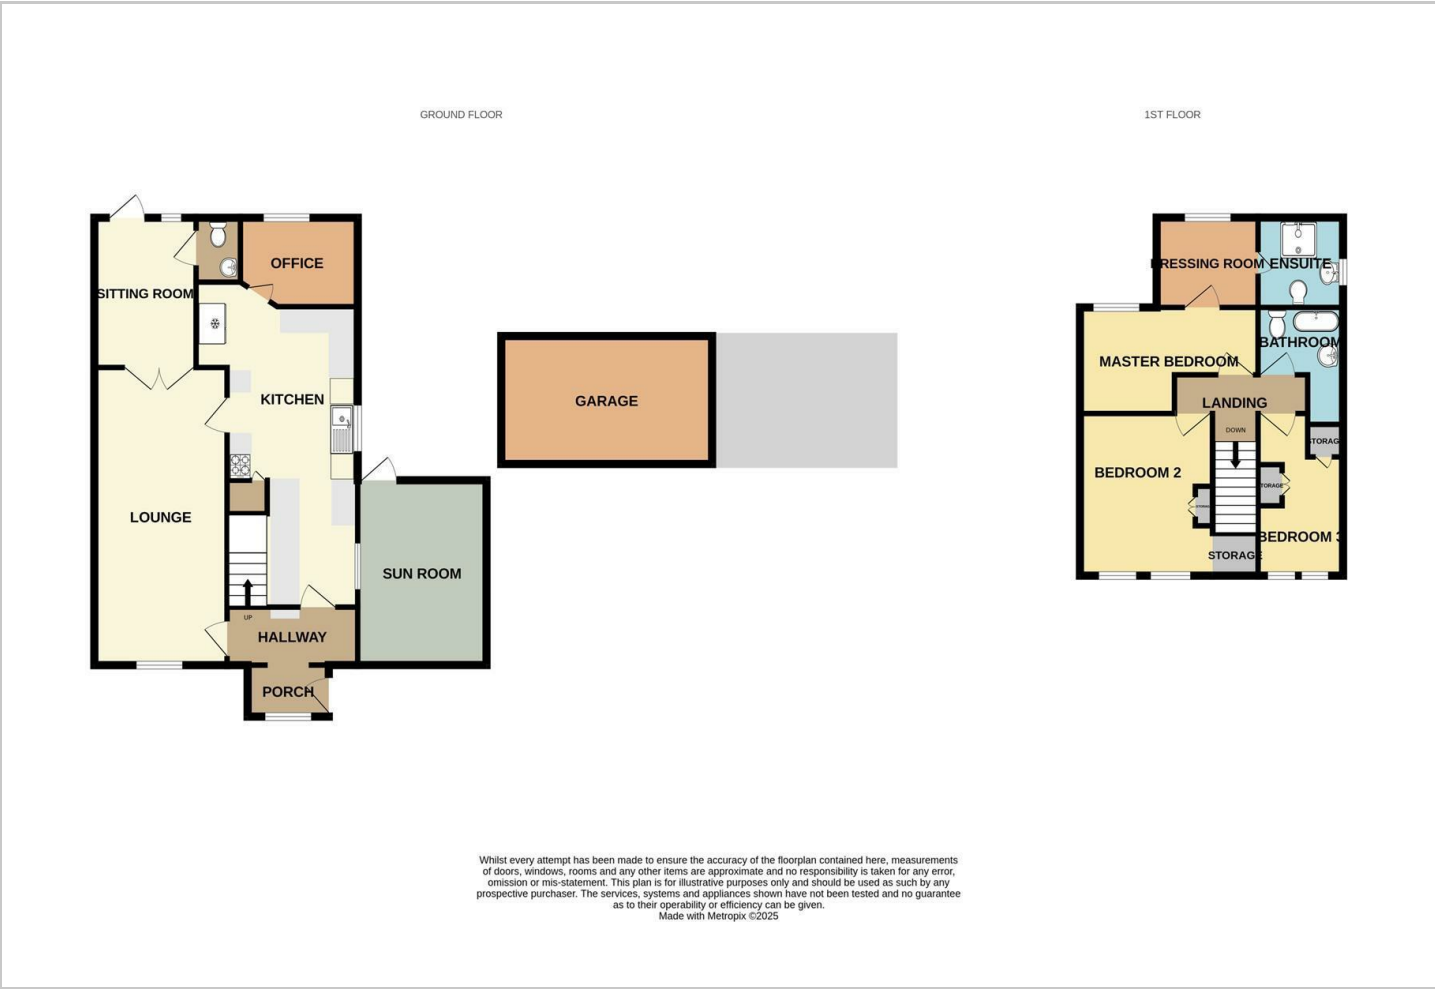 GROUND FLOOR
1ST FLOOR
SITTING ROOM
OFFICE
KITCHEN
LOUNGE
SUN ROOM
UP
HALLWAY
PORCH
GARAGE
DRESSING ROOM
ENSUITE
BATHROOM
MASTER BEDROOM
LANDING
DOWN
STORAGE
BEDROOM 2
STORAGE
STORAGE
BEDROOM 3
STORAGE
Whilst every attempt has been made to ensure the accuracy of the floorplan contained here, measurements
of doors, windows, rooms and any other items are approximate and no responsibility is taken for any error,
omission or mis-statement. This plan is for illustrative purposes only and should be used as such by any
prospective purchaser. The services, systems and appliances shown have not been tested and no guarantee
as to their operability or efficiency can be given.
Made with Metropix ©2025